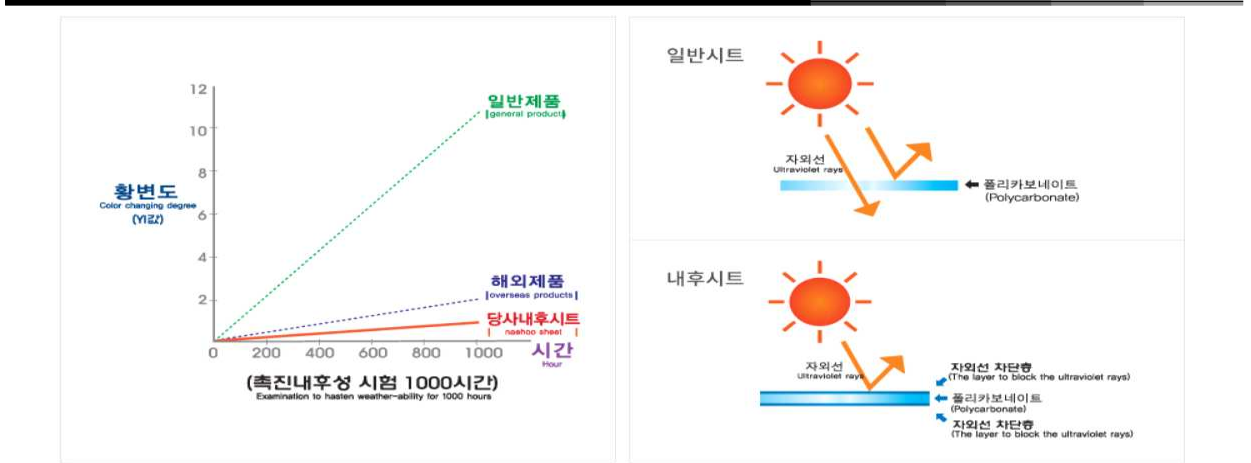 12
10
8
6
4
2
황변도
Color changing degree
(YI값)
일반제품
general product
해외제품
overseas products
당사내후시트
naehoo sheet
0 200 400 600 800 1000
시간
Hour
(촉진내후성 시험 1000시간)
Examination to hasten weather-ability for 1000 hours
일반시트
자외선
Ultraviolet rays
폴리카보네이트
(Polycarbonate)
내후시트
자외선
Ultraviolet rays
자외선 차단층
(The layer to block the ultraviolet rays)
폴리카보네이트
(Polycarbonate)
자외선 차단층
(The layer to block the ultraviolet rays)